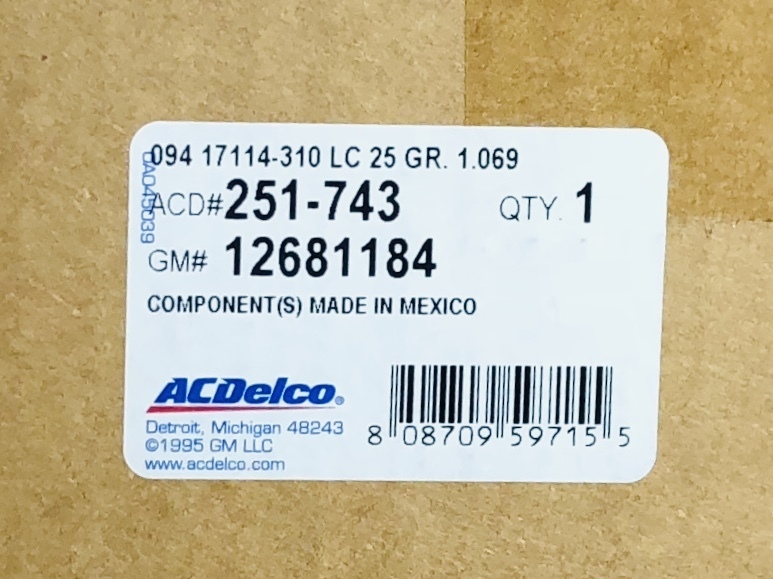 094 17114-310 LC 25 GR. 1.069
ACD# 251-743 QTY. 1
GM# 12681184
COMPONENT(S) MADE IN MEXICO
ACDelco®
Detroit, Michigan 48243
©1995 GM LLC
www.acdelco.com
8 08709 59715 5